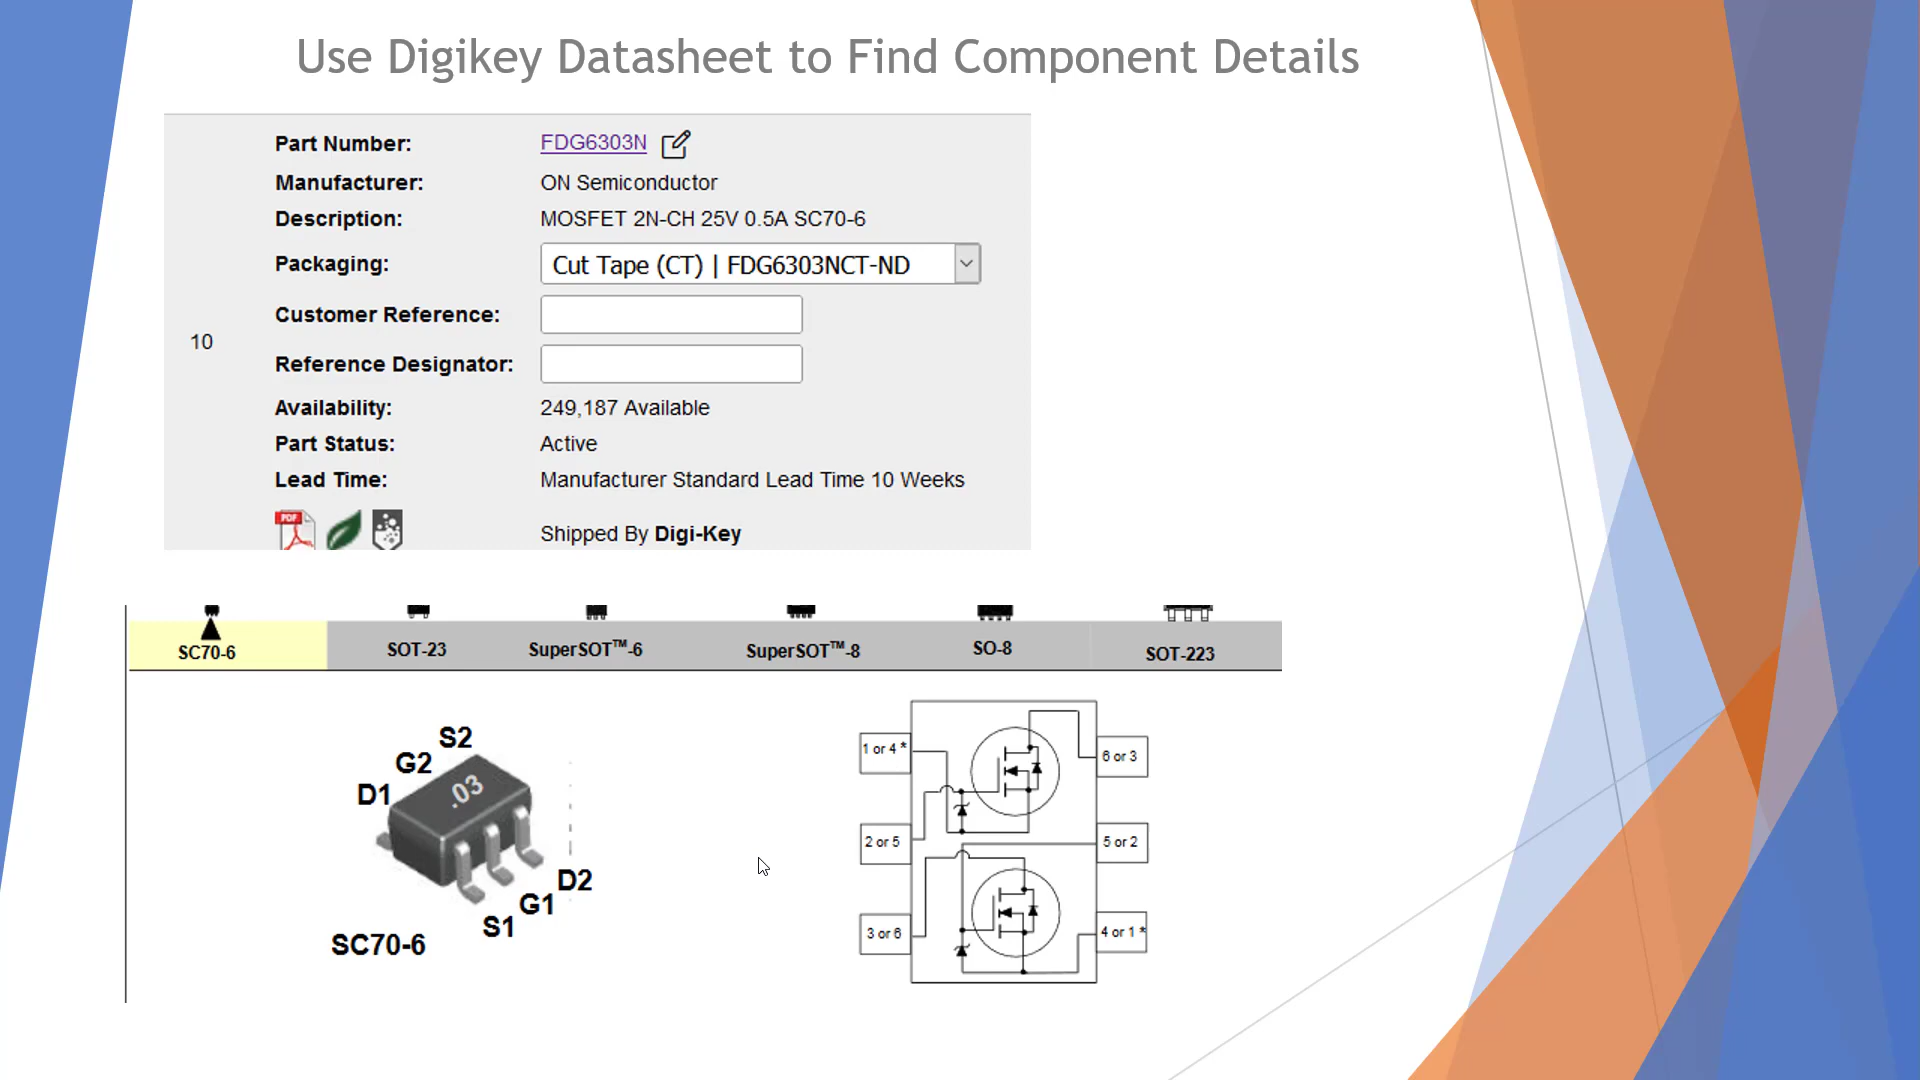 Use Digikey Datasheet to Find Component Details
10
Part Number: FDG6303N
Manufacturer: ON Semiconductor
Description: MOSFET 2N-CH 25V 0.5A SC70-6
Packaging: Cut Tape (CT) | FDG6303NCT-ND
Customer Reference:
Reference Designator:
Availability: 249,187 Available
Part Status: Active
Lead Time: Manufacturer Standard Lead Time 10 Weeks
PDF
Shipped By Digi-Key
SC70-6 SOT-23 SuperSOT™-6 SuperSOT™-8 SO-8 SOT-223
S2
G2
D1
.03
D2
G1
S1
SC70-6
1 or 4 *
6 or 3
2 or 5
5 or 2
3 or 6
4 or 1 *